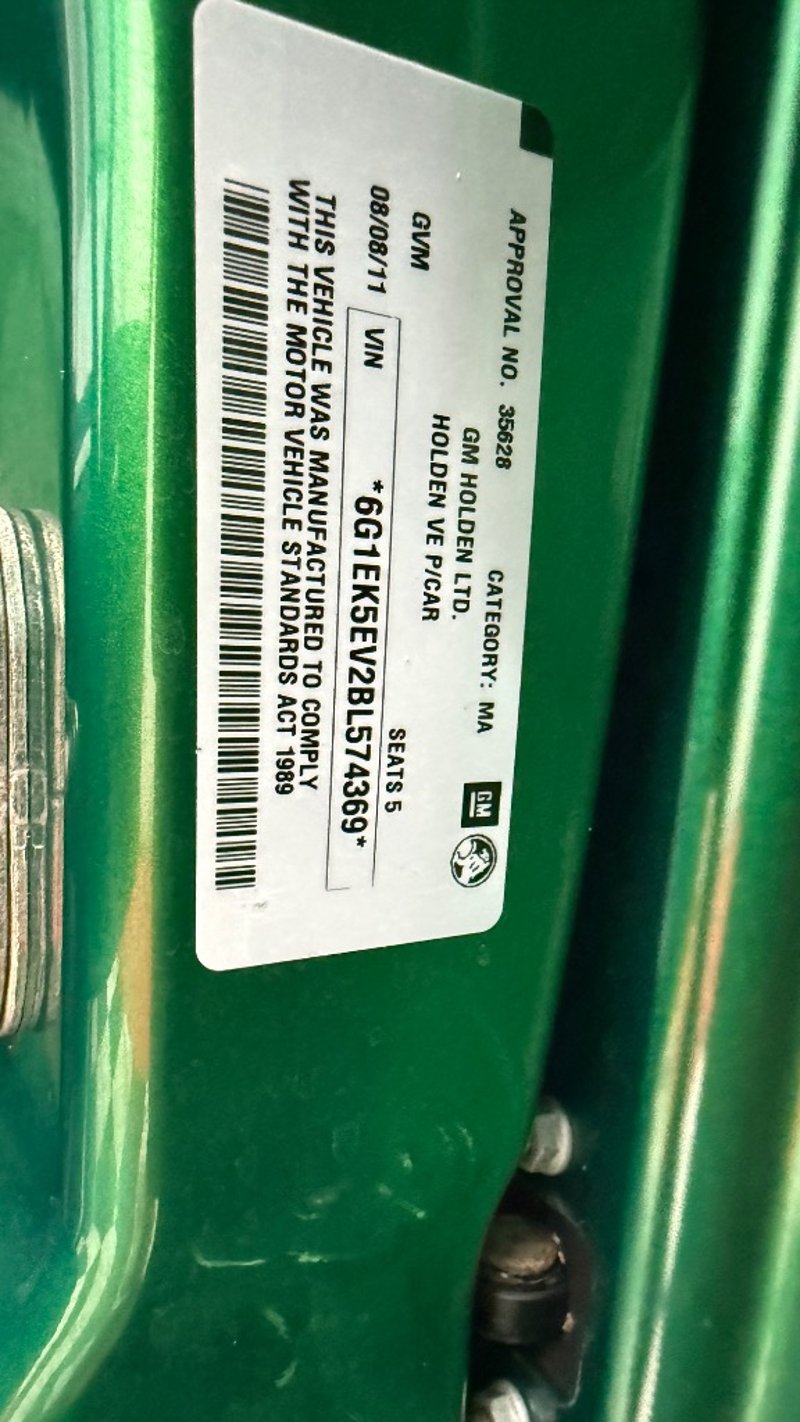 APPROVAL NO. 35628 CATEGORY: MA
GM HOLDEN LTD.
HOLDEN VE P/CAR
GM
GVM
SEATS 5
08/08/11 VIN *6G1EK5EV2BL574369*
THIS VEHICLE WAS MANUFACTURED TO COMPLY
WITH THE MOTOR VEHICLE STANDARDS ACT 1989